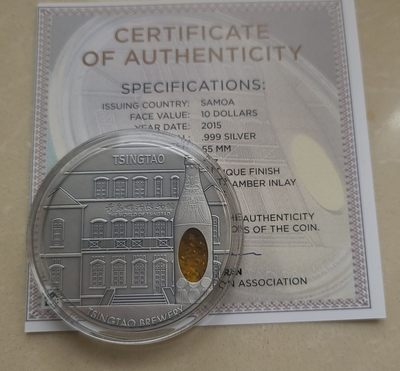 CERTIFICATE
OF AUTHENTICITY
SPECIFICATIONS:
ISSUING COUNTRY: SAMOA
FACE VALUE: 10 DOLLARS
YEAR DATE: 2015
.999 SILVER
55 MM
FINISH
AMBER INLAY
AUTHENTICITY
OF THE COIN.
ASSOCIATION
TSINGTAO
TSINGTAO BREWERY